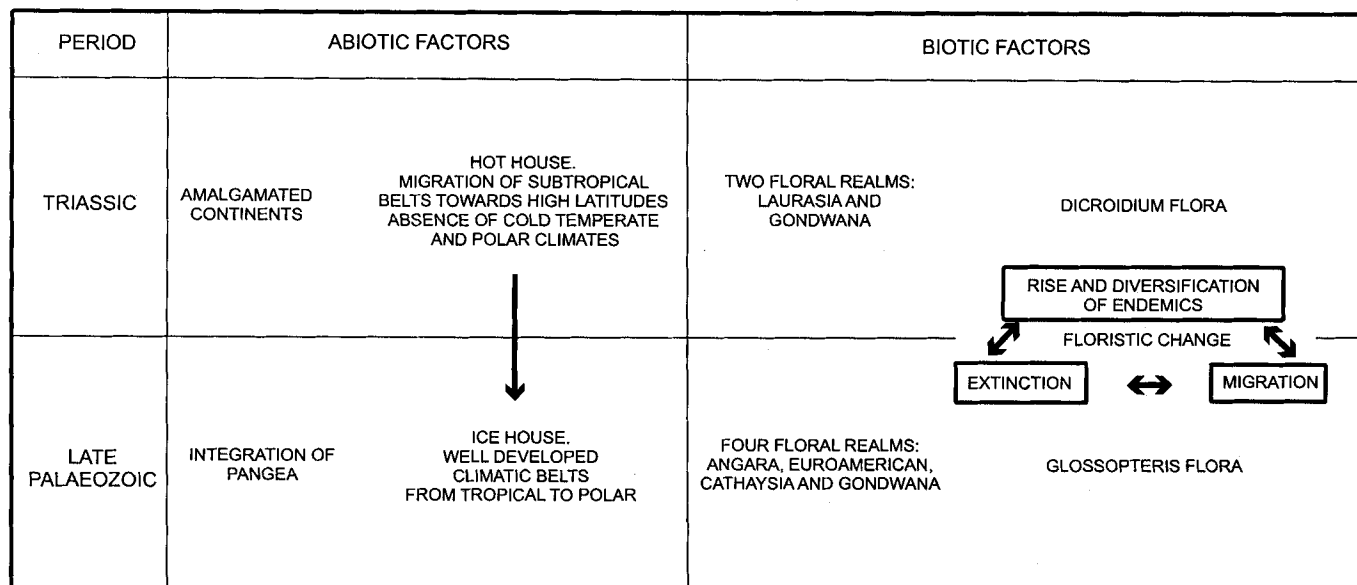 PERIOD
ABIOTIC FACTORS
BIOTIC FACTORS
TRIASSIC
AMALGAMATED
CONTINENTS
HOT HOUSE.
MIGRATION OF SUBTROPICAL
BELTS TOWARDS HIGH LATITUDES
ABSENCE OF COLD TEMPERATE
AND POLAR CLIMATES
TWO FLORAL REALMS:
LAURASIA AND
GONDWANA
DICROIDIUM FLORA
RISE AND DIVERSIFICATION
OF ENDEMICS
FLORISTIC CHANGE
EXTINCTION
MIGRATION
LATE
PALAEOZOIC
INTEGRATION OF
PANGEA
ICE HOUSE.
WELL DEVELOPED
CLIMATIC BELTS
FROM TROPICAL TO POLAR
FOUR FLORAL REALMS:
ANGARA, EUROAMERICAN,
CATHAYSIA AND GONDWANA
GLOSSOPTERIS FLORA